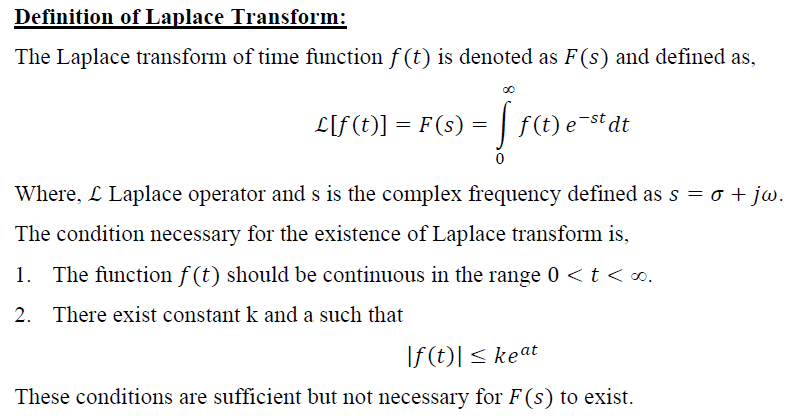 Definition of Laplace Transform:
The Laplace transform of time function f(t) is denoted as F(s) and defined as,
ℒ[f(t)] = F(s) = ∫₀^∞ f(t) e^{−st} dt
Where, ℒ Laplace operator and s is the complex frequency defined as s = σ + jω.
The condition necessary for the existence of Laplace transform is,
1. The function f(t) should be continuous in the range 0 < t < ∞.
2. There exist constant k and a such that
|f(t)| ≤ ke^{at}
These conditions are sufficient but not necessary for F(s) to exist.